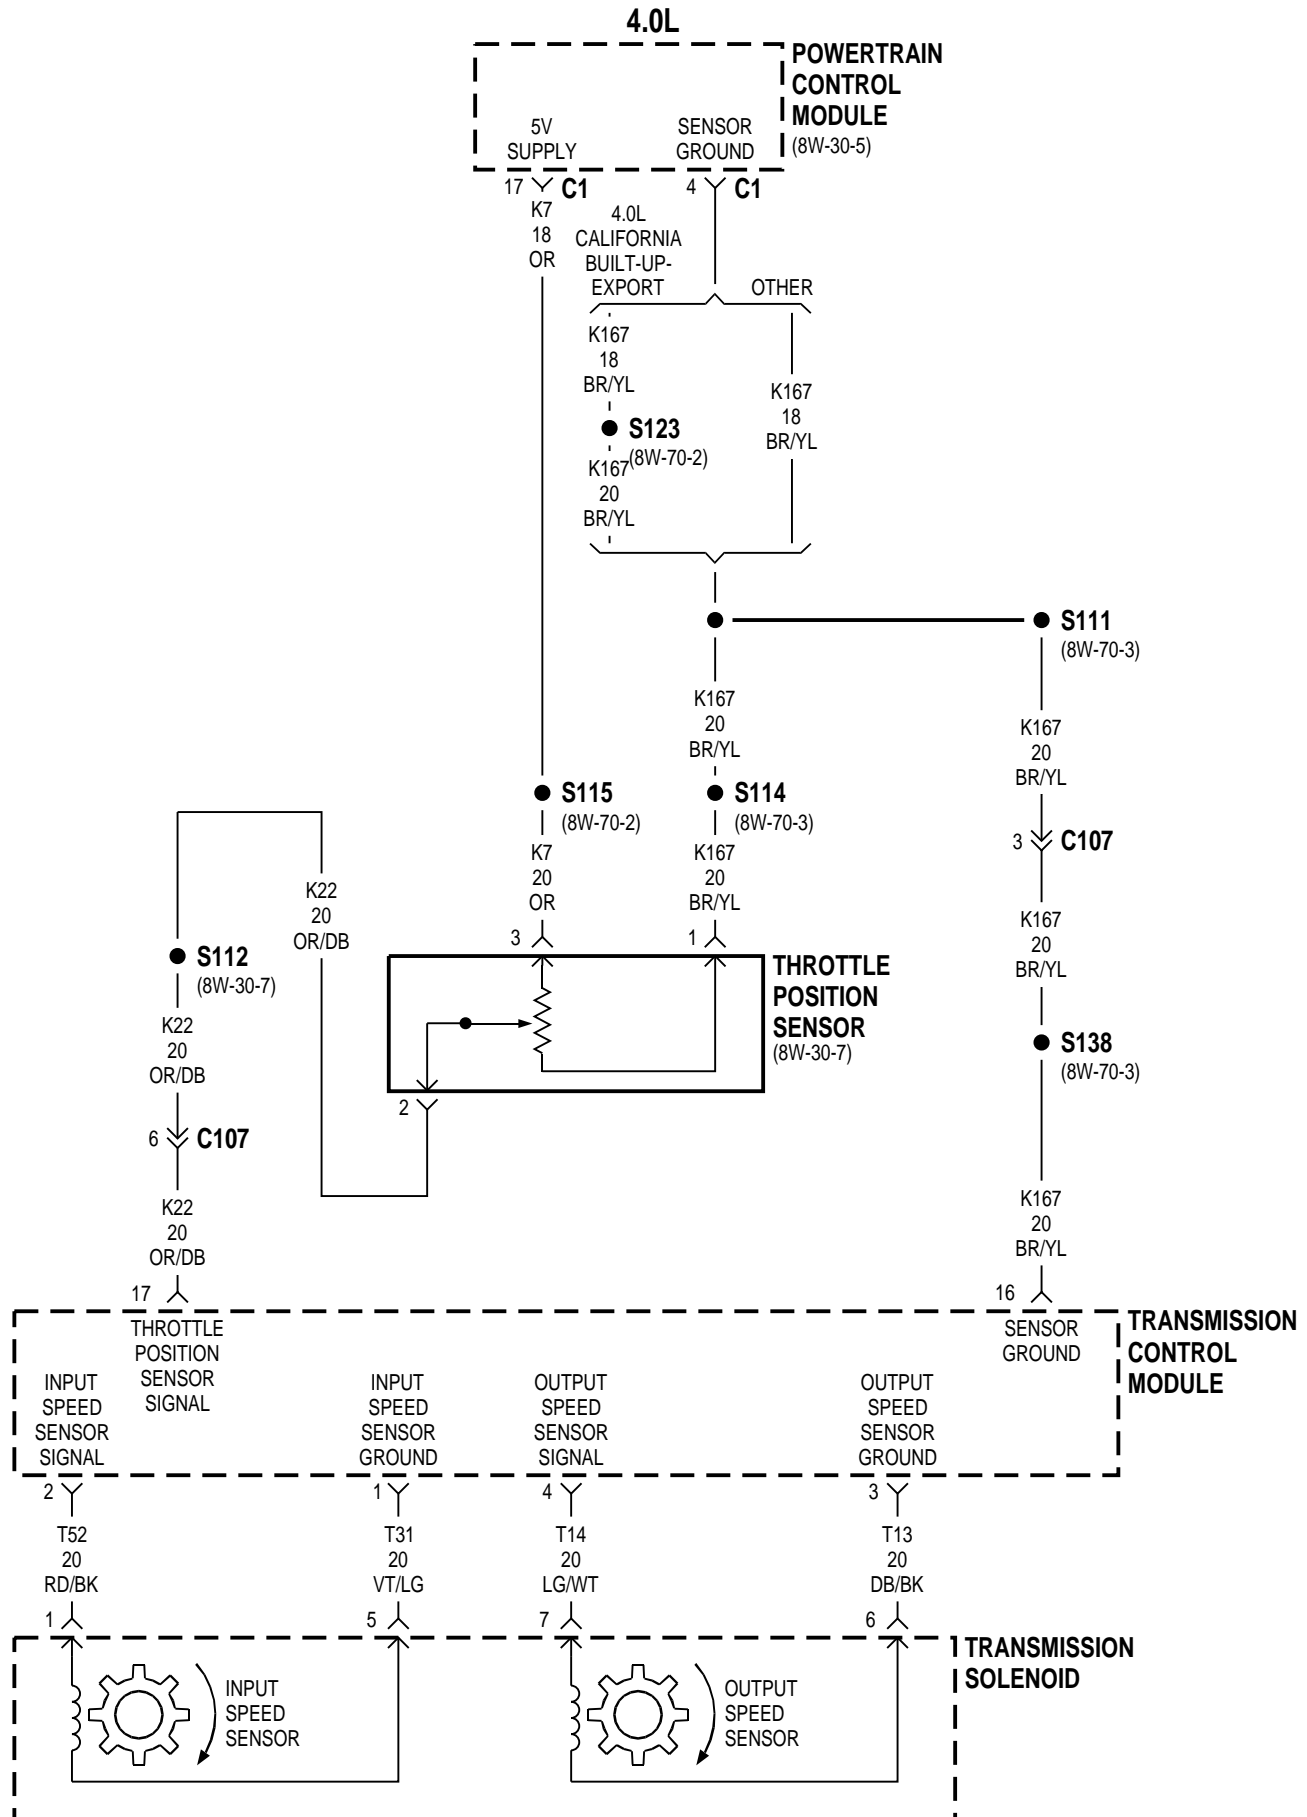 4.0L
POWERTRAIN
CONTROL
MODULE
(8W-30-5)
5V
SUPPLY
SENSOR
GROUND
17
C1
4
C1
K7
18
OR
4.0L
CALIFORNIA
BUILT-UP-
EXPORT
OTHER
K167
18
BR/YL
K167
18
BR/YL
S123
(8W-70-2)
K167
20
BR/YL
S111
(8W-70-3)
K167
20
BR/YL
K167
20
BR/YL
S115
(8W-70-2)
S114
(8W-70-3)
3
C107
K7
20
OR
K167
20
BR/YL
K22
20
OR/DB
K167
20
BR/YL
3
1
S112
(8W-30-7)
THROTTLE
POSITION
SENSOR
(8W-30-7)
K22
20
OR/DB
S138
(8W-70-3)
2
6
C107
K22
20
OR/DB
K167
20
BR/YL
17
16
THROTTLE
POSITION
SENSOR
SIGNAL
SENSOR
GROUND
TRANSMISSION
CONTROL
MODULE
INPUT
SPEED
SENSOR
SIGNAL
INPUT
SPEED
SENSOR
GROUND
OUTPUT
SPEED
SENSOR
SIGNAL
OUTPUT
SPEED
SENSOR
GROUND
2
1
4
3
T52
20
RD/BK
T31
20
VT/LG
T14
20
LG/WT
T13
20
DB/BK
1
5
7
6
TRANSMISSION
SOLENOID
INPUT
SPEED
SENSOR
OUTPUT
SPEED
SENSOR